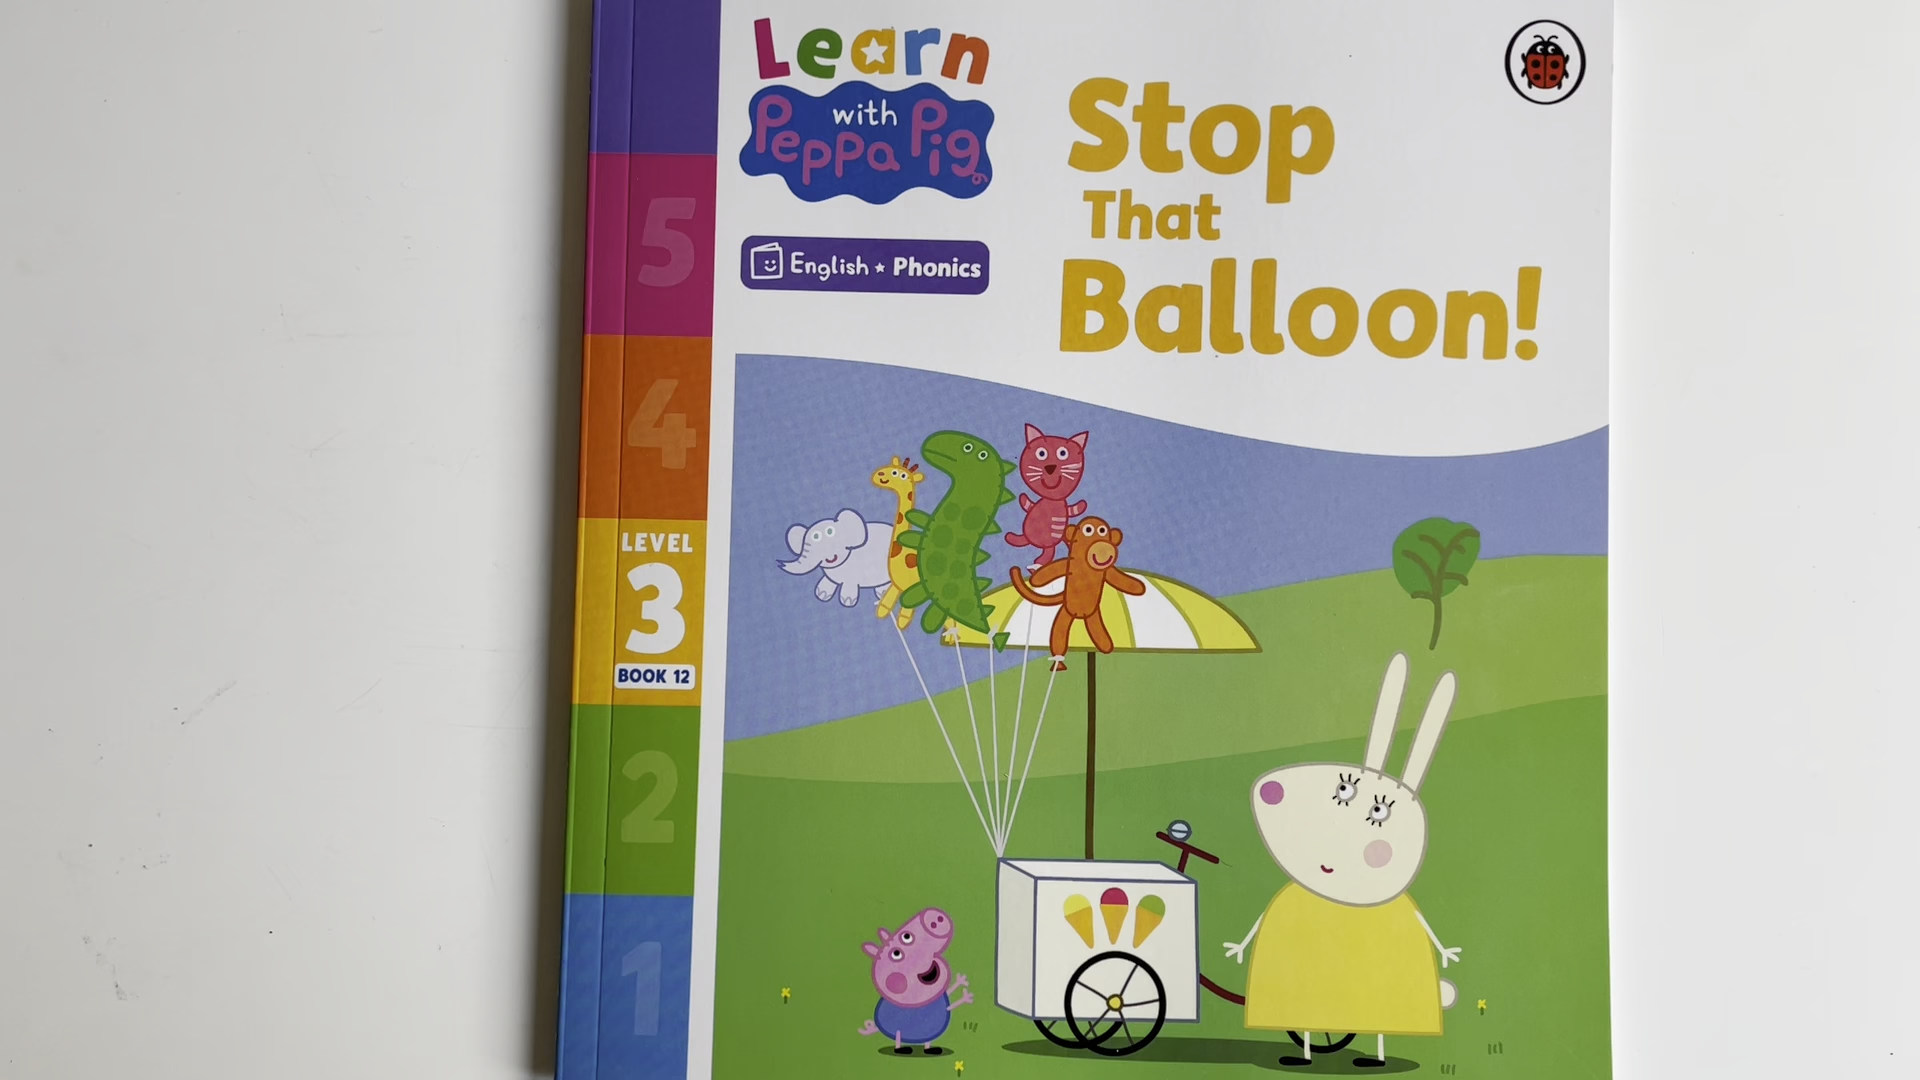 Learn
with
Peppa Pig
English ★ Phonics
Stop
That
Balloon!
5
4
LEVEL
3
BOOK 12
2
1